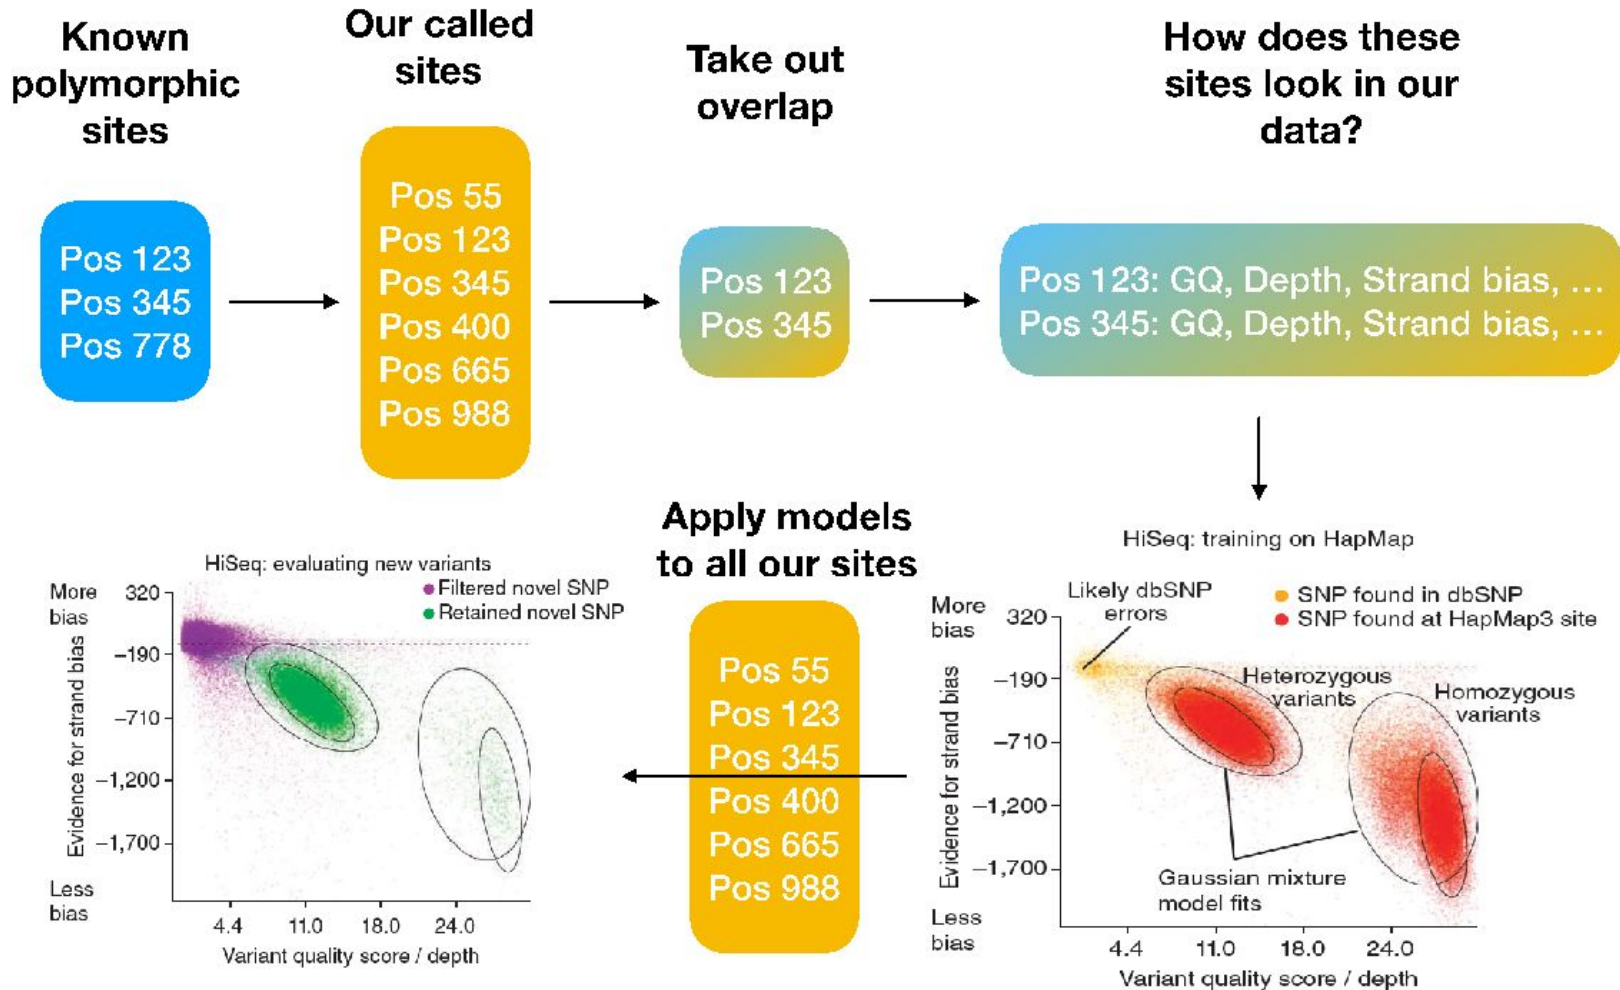 Known
polymorphic
sites
Our called
sites
Take out
overlap
How does these
sites look in our
data?
Pos 123
Pos 345
Pos 778
Pos 55
Pos 123
Pos 345
Pos 400
Pos 665
Pos 988
Pos 123
Pos 345
Pos 123: GQ, Depth, Strand bias, ...
Pos 345: GQ, Depth, Strand bias, ...
HiSeq: training on HapMap
Likely dbSNP
errors
SNP found in dbSNP
SNP found at HapMap3 site
More
bias
320
−190
−710
−1,200
−1,700
Less
bias
Evidence for strand bias
Heterozygous
variants
Homozygous
variants
Gaussian mixture
model fits
4.4 11.0 18.0 24.0
Variant quality score / depth
Apply models
to all our sites
Pos 55
Pos 123
Pos 345
Pos 400
Pos 665
Pos 988
HiSeq: evaluating new variants
Filtered novel SNP
Retained novel SNP
More
bias
320
−190
−710
−1,200
−1,700
Less
bias
Evidence for strand bias
4.4 11.0 18.0 24.0
Variant quality score / depth